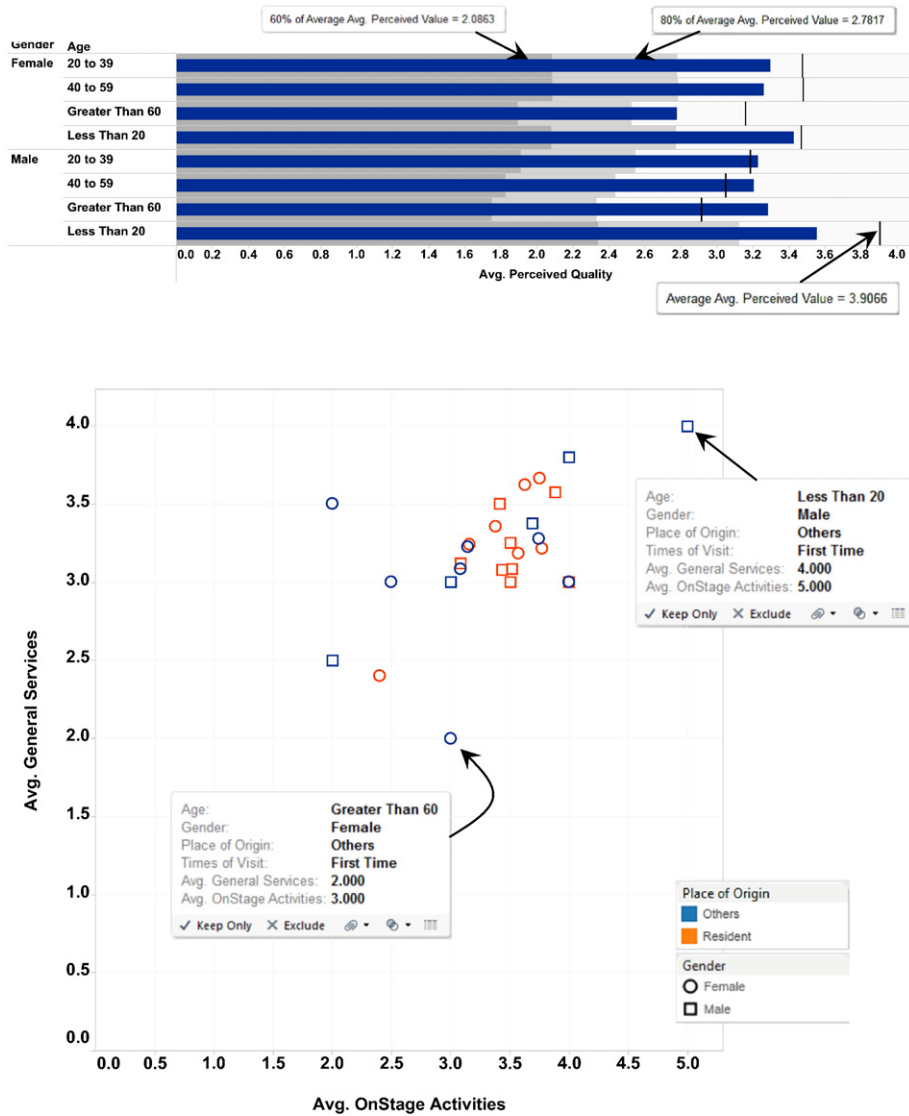 60% of Average Avg. Perceived Value = 2.0863
80% of Average Avg. Perceived Value = 2.7817
Gender Age
Female 20 to 39
40 to 59
Greater Than 60
Less Than 20
Male 20 to 39
40 to 59
Greater Than 60
Less Than 20
0.0 0.2 0.4 0.6 0.8 1.0 1.2 1.4 1.6 1.8 2.0 2.2 2.4 2.6 2.8 3.0 3.2 3.4 3.6 3.8 4.0
Avg. Perceived Quality
Average Avg. Perceived Value = 3.9066
4.0
3.5
3.0
2.5
2.0
1.5
1.0
0.5
0.0
Avg. General Services
Age: Less Than 20
Gender: Male
Place of Origin: Others
Times of Visit: First Time
Avg. General Services: 4.000
Avg. OnStage Activities: 5.000
Keep Only Exclude
Age: Greater Than 60
Gender: Female
Place of Origin: Others
Times of Visit: First Time
Avg. General Services: 2.000
Avg. OnStage Activities: 3.000
Keep Only Exclude
Place of Origin
Others
Resident
Gender
Female
Male
0.0 0.5 1.0 1.5 2.0 2.5 3.0 3.5 4.0 4.5 5.0
Avg. OnStage Activities